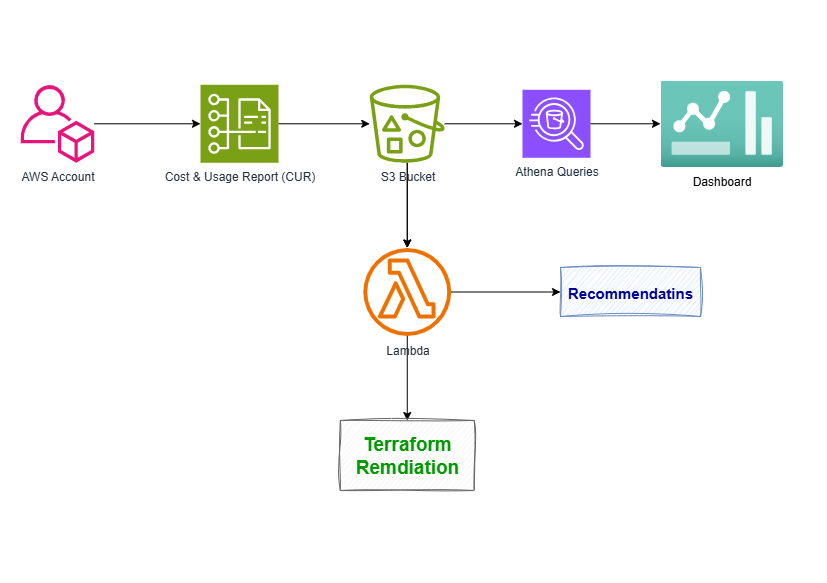 AWS Account
Cost & Usage Report (CUR)
S3 Bucket
Athena Queries
Dashboard
Lambda
Recommendatins
Terraform
Remdiation